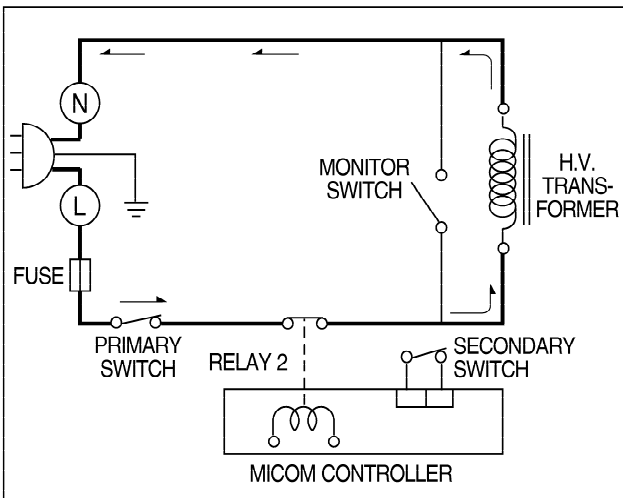 N
MONITOR
SWITCH
H.V.
TRANS-
FORMER
L
FUSE
PRIMARY
SWITCH
RELAY 2
SECONDARY
SWITCH
MICOM CONTROLLER